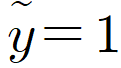 ỹ = 1